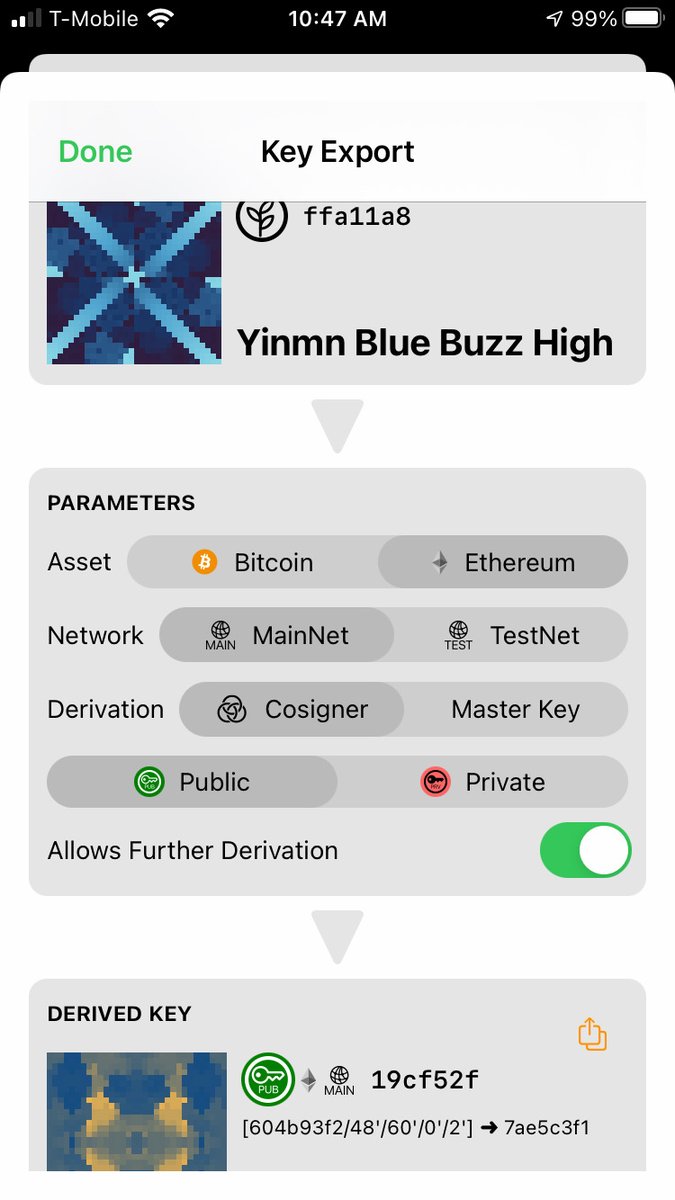 T-Mobile 10:47 AM 99%
Done Key Export
ffa11a8
Yinmn Blue Buzz High
PARAMETERS
Asset Bitcoin Ethereum
Network MAIN MainNet TEST TestNet
Derivation Cosigner Master Key
PUB Public PRV Private
Allows Further Derivation
DERIVED KEY
PUB MAIN 19cf52f
[604b93f2/48'/60'/0'/2'] ➜ 7ae5c3f1